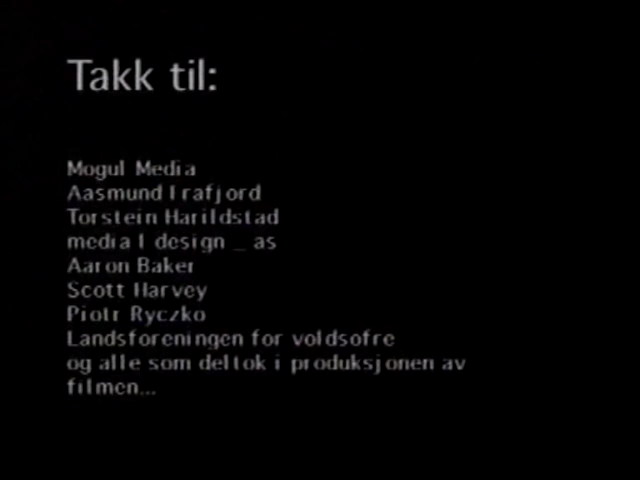 Takk til:
Mogul Media
Aasmund Irafjord
Torstein Harildstad
media I design _ as
Aaron Baker
Scott Harvey
Piotr Ryczko
Landsforeningen for voldsofre
og alle som deltok i produksjonen av
filmen...